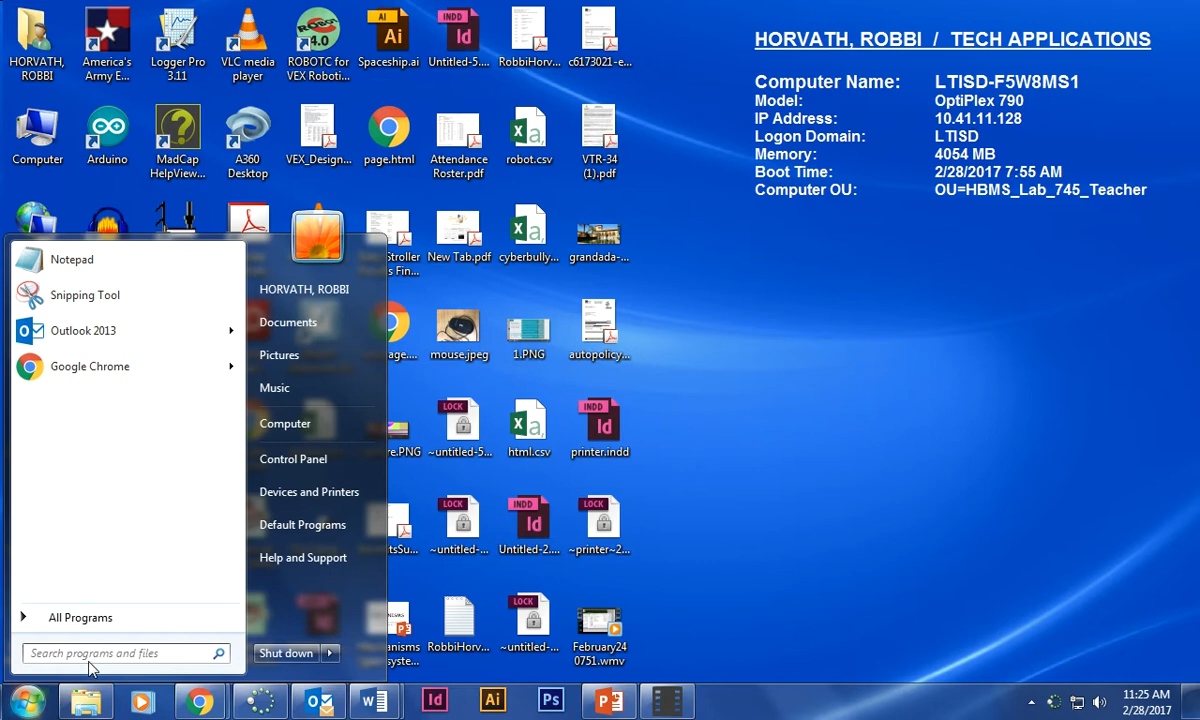 HORVATH, ROBBI / TECH APPLICATIONS
Computer Name: LTISD-F5W8MS1
Model: OptiPlex 790
IP Address: 10.41.11.128
Logon Domain: LTISD
Memory: 4054 MB
Boot Time: 2/28/2017 7:55 AM
Computer OU: OU=HBMS_Lab_745_Teacher
HORVATH,
ROBBI
America's
Army E...
Logger Pro
3.11
VLC media
player
ROBOTC for
VEX Roboti...
Spaceship.ai
Untitled-5....
RobbiHorv...
c6173021-e...
Computer
Arduino
MadCap
HelpView...
A360
Desktop
VEX_Design...
page.html
Attendance
Roster.pdf
robot.csv
VTR-34
(1).pdf
New Tab.pdf
cyberbully...
grandada-...
mouse.jpeg
1.PNG
autopolicy...
~untitled-5...
html.csv
printer.indd
~untitled-...
Untitled-2....
~printer~2...
RobbiHorv...
~untitled-...
February24
0751.wmv
Notepad
Snipping Tool
Outlook 2013
Google Chrome
All Programs
Search programs and files
HORVATH, ROBBI
Documents
Pictures
Music
Computer
Control Panel
Devices and Printers
Default Programs
Help and Support
Shut down
11:25 AM
2/28/2017